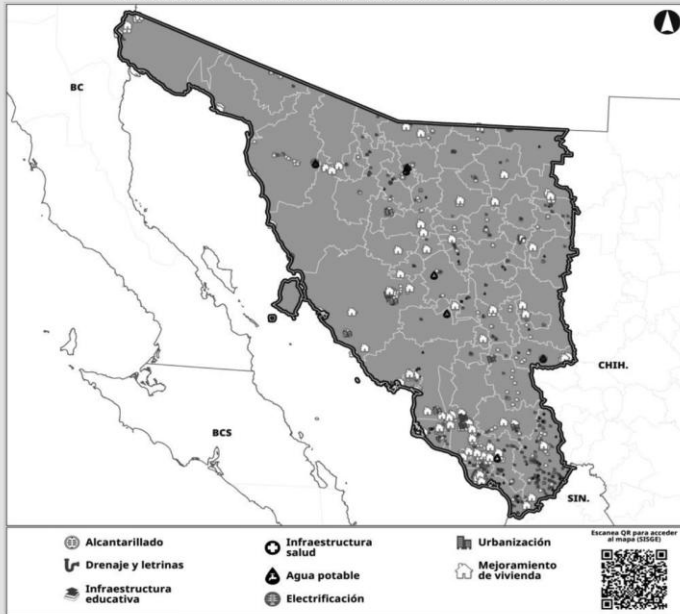 BC
CHIH.
BCS
SIN.
Alcantarillado
Drenaje y letrinas
Infraestructura
educativa
Infraestructura
salud
Agua potable
Electrificación
Urbanización
Mejoramiento
de vivienda
Escanea QR para acceder
al mapa (SISGE)